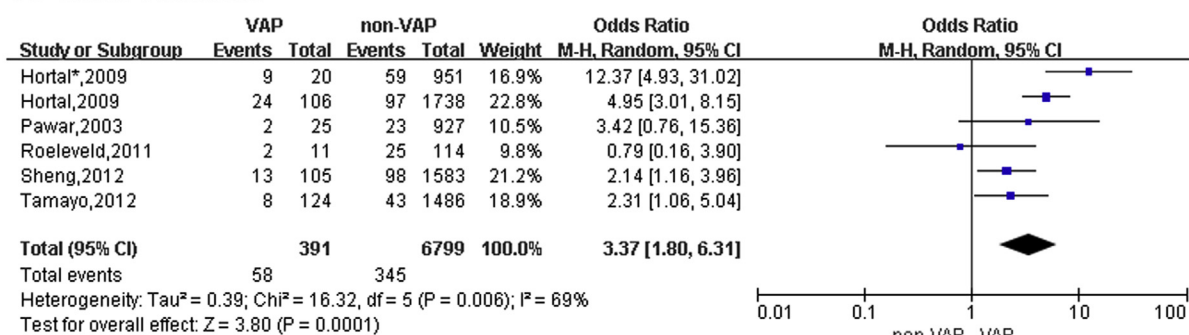 VAP non-VAP Odds Ratio Odds Ratio
Study or Subgroup Events Total Events Total Weight M-H, Random, 95% CI M-H, Random, 95% CI
Hortal*,2009 9 20 59 951 16.9% 12.37 [4.93, 31.02]
Hortal,2009 24 106 97 1738 22.8% 4.95 [3.01, 8.15]
Pawar,2003 2 25 23 927 10.5% 3.42 [0.76, 15.36]
Roeleveld,2011 2 11 25 114 9.8% 0.79 [0.16, 3.90]
Sheng,2012 13 105 98 1583 21.2% 2.14 [1.16, 3.96]
Tamayo,2012 8 124 43 1486 18.9% 2.31 [1.06, 5.04]
Total (95% CI) 391 6799 100.0% 3.37 [1.80, 6.31]
Total events 58 345
Heterogeneity: Tau² = 0.39; Chi² = 16.32, df = 5 (P = 0.006); I² = 69%
Test for overall effect: Z = 3.80 (P = 0.0001)
0.01 0.1 1 10 100
non-VAP VAP